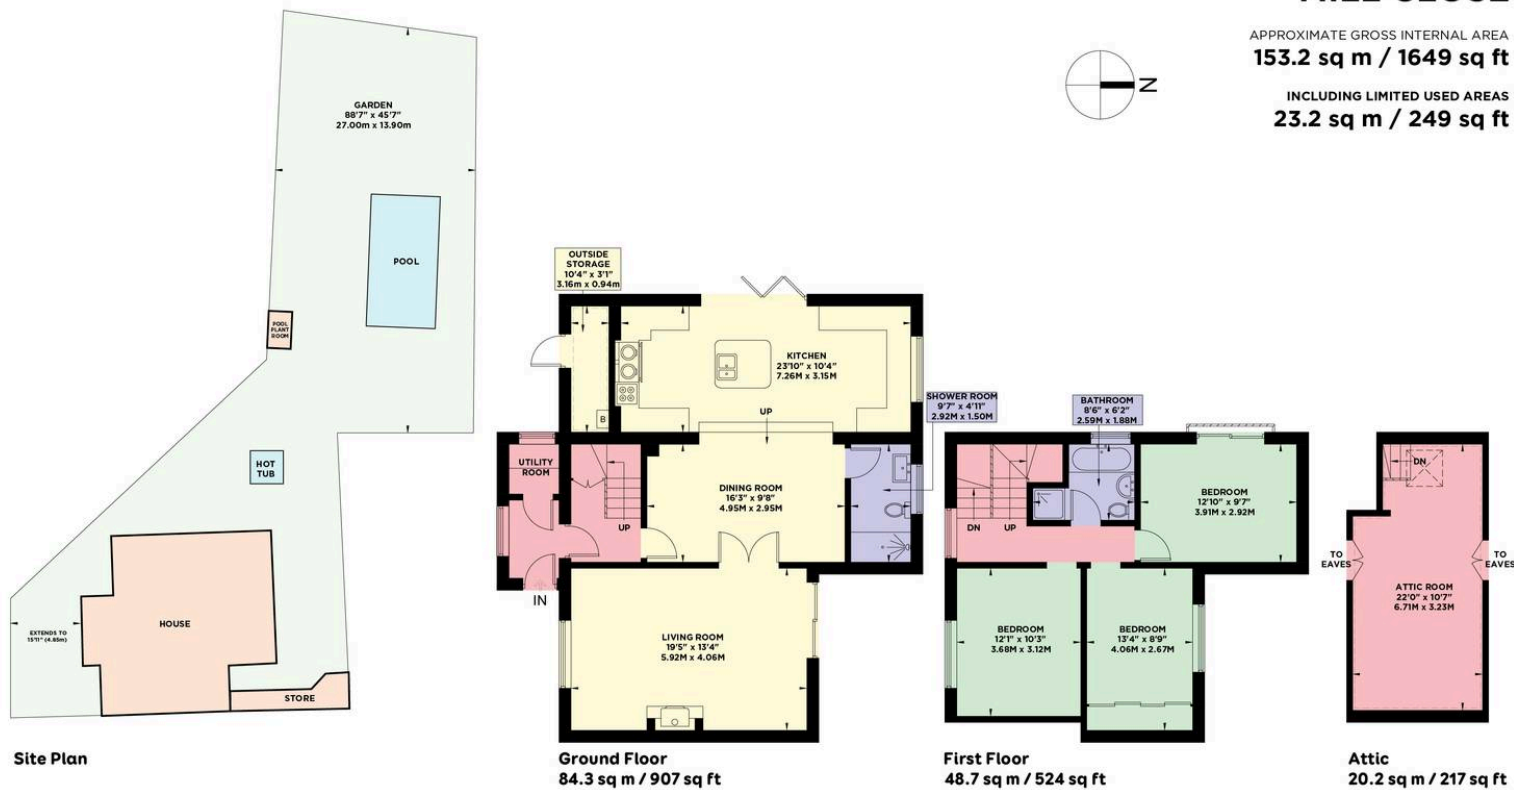 APPROXIMATE GROSS INTERNAL AREA
153.2 sq m / 1649 sq ft
INCLUDING LIMITED USED AREAS
23.2 sq m / 249 sq ft
N
GARDEN
88'7" x 45'7"
27.00m x 13.90m
POOL
POOL
PLANT
ROOM
HOT
TUB
HOUSE
EXTENDS TO
15'11" (4.85m)
STORE
Site Plan
OUTSIDE
STORAGE
10'4" x 3'1"
3.16m x 0.94m
KITCHEN
23'10" x 10'4"
7.26M x 3.15M
B
UP
SHOWER ROOM
9'7" x 4'11"
2.92M x 1.50M
UTILITY
ROOM
UP
DINING ROOM
16'3" x 9'8"
4.95M x 2.95M
IN
LIVING ROOM
19'5" x 13'4"
5.92M x 4.06M
Ground Floor
84.3 sq m / 907 sq ft
BATHROOM
8'6" x 6'2"
2.59M x 1.88M
DN
UP
BEDROOM
12'10" x 9'7"
3.91M x 2.92M
BEDROOM
12'1" x 10'3"
3.68M x 3.12M
BEDROOM
13'4" x 8'9"
4.06M x 2.67M
First Floor
48.7 sq m / 524 sq ft
DN
TO
EAVES
TO
EAVES
ATTIC ROOM
22'0" x 10'7"
6.71M x 3.23M
Attic
20.2 sq m / 217 sq ft